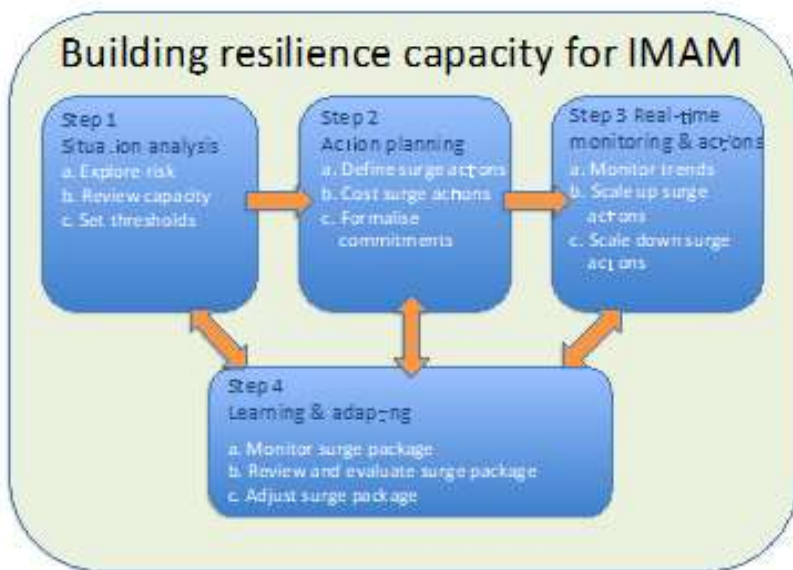 Building resilience capacity for IMAM
Step 1
Situation analysis
a. Explore risk
b. Review capacity
c. Set thresholds
Step 2
Action planning
a. Define surge actions
b. Cost surge actions
c. Formalise
commitments
Step 3 Real-time
monitoring & actions
a. Monitor trends
b. Scale up surge
actions
c. Scale down surge
actions
Step 4
Learning & adapting
a. Monitor surge package
b. Review and evaluate surge package
c. Adjust surge package